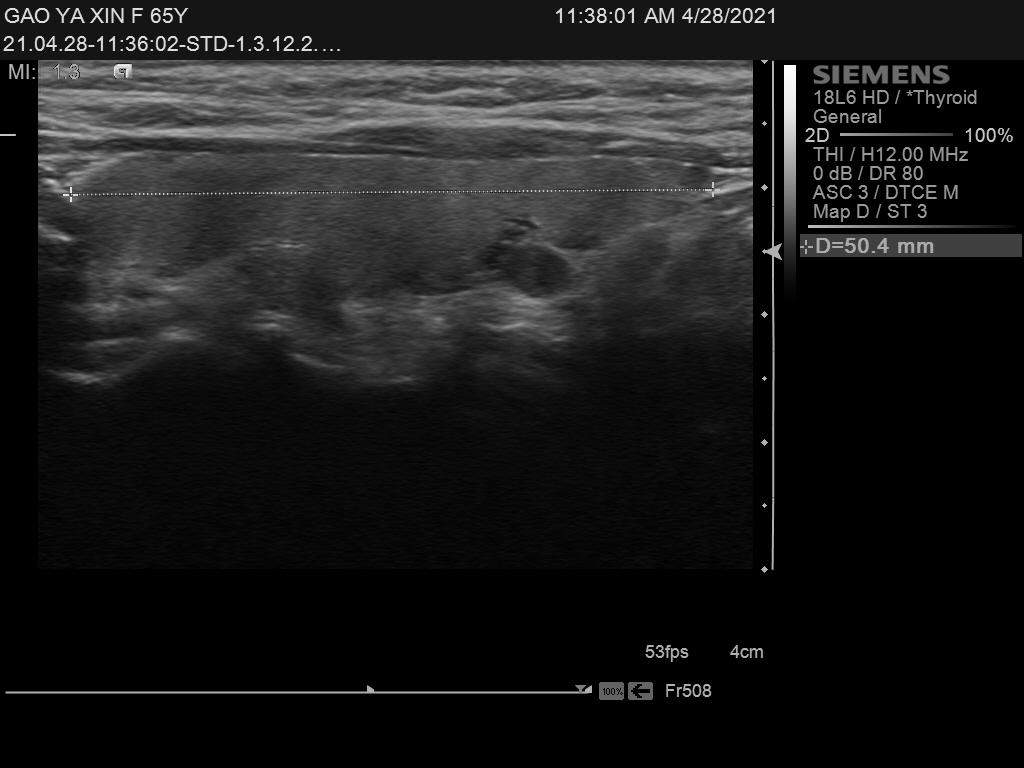 GAO YA XIN F 65Y 11:38:01 AM 4/28/2021
21.04.28-11:36:02-STD-1.3.12.2....
MI: 1.3
SIEMENS
18L6 HD / *Thyroid
General
2D 100%
THI / H12.00 MHz
0 dB / DR 80
ASC 3 / DTCE M
Map D / ST 3
D=50.4 mm
53fps 4cm
100% Fr508